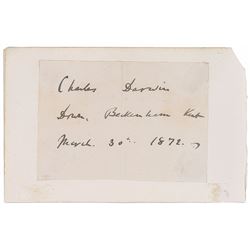 Charles Darwin
Down, Beckenham Kent
March. 30th. 1872.